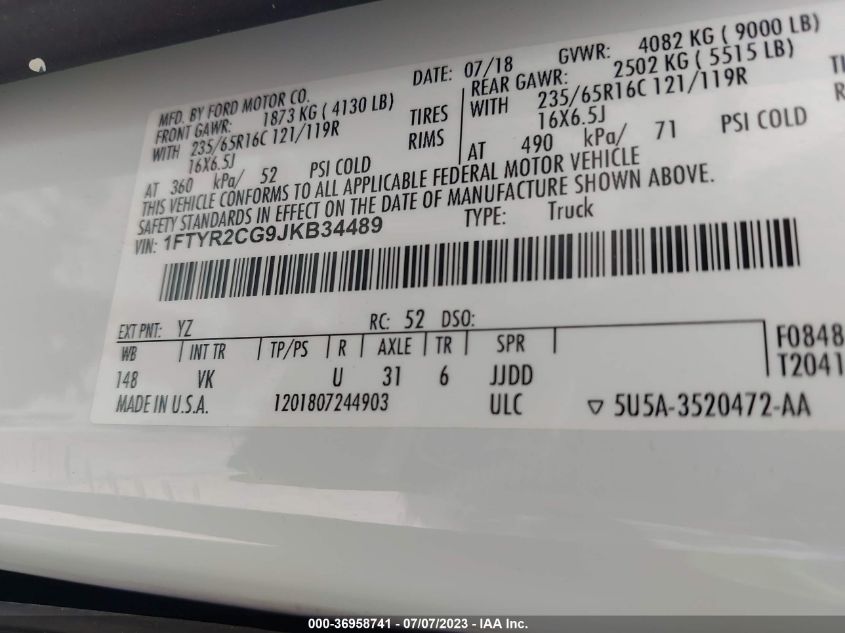 MFD. BY FORD MOTOR CO.
DATE: 07/18 GVWR: 4082 KG ( 9000 LB)
FRONT GAWR: 1873 KG ( 4130 LB) REAR GAWR: 2502 KG ( 5515 LB)
WITH 235/65R16C 121/119R TIRES WITH 235/65R16C 121/119R
16X6.5J RIMS 16X6.5J
AT 360 kPa/ 52 PSI COLD AT 490 kPa/ 71 PSI COLD
THIS VEHICLE CONFORMS TO ALL APPLICABLE FEDERAL MOTOR VEHICLE
SAFETY STANDARDS IN EFFECT ON THE DATE OF MANUFACTURE SHOWN ABOVE.
VIN: 1FTYR2CG9JKB34489 TYPE: Truck
EXT PNT: YZ RC: 52 DSO:
WB INT TR TP/PS R AXLE TR SPR F0848
148 VK U 31 6 JJDD T2041
MADE IN U.S.A. 1201807244903 ULC 5U5A-3520472-AA
000-36958741 / 07/07/2023 - IAA Inc.